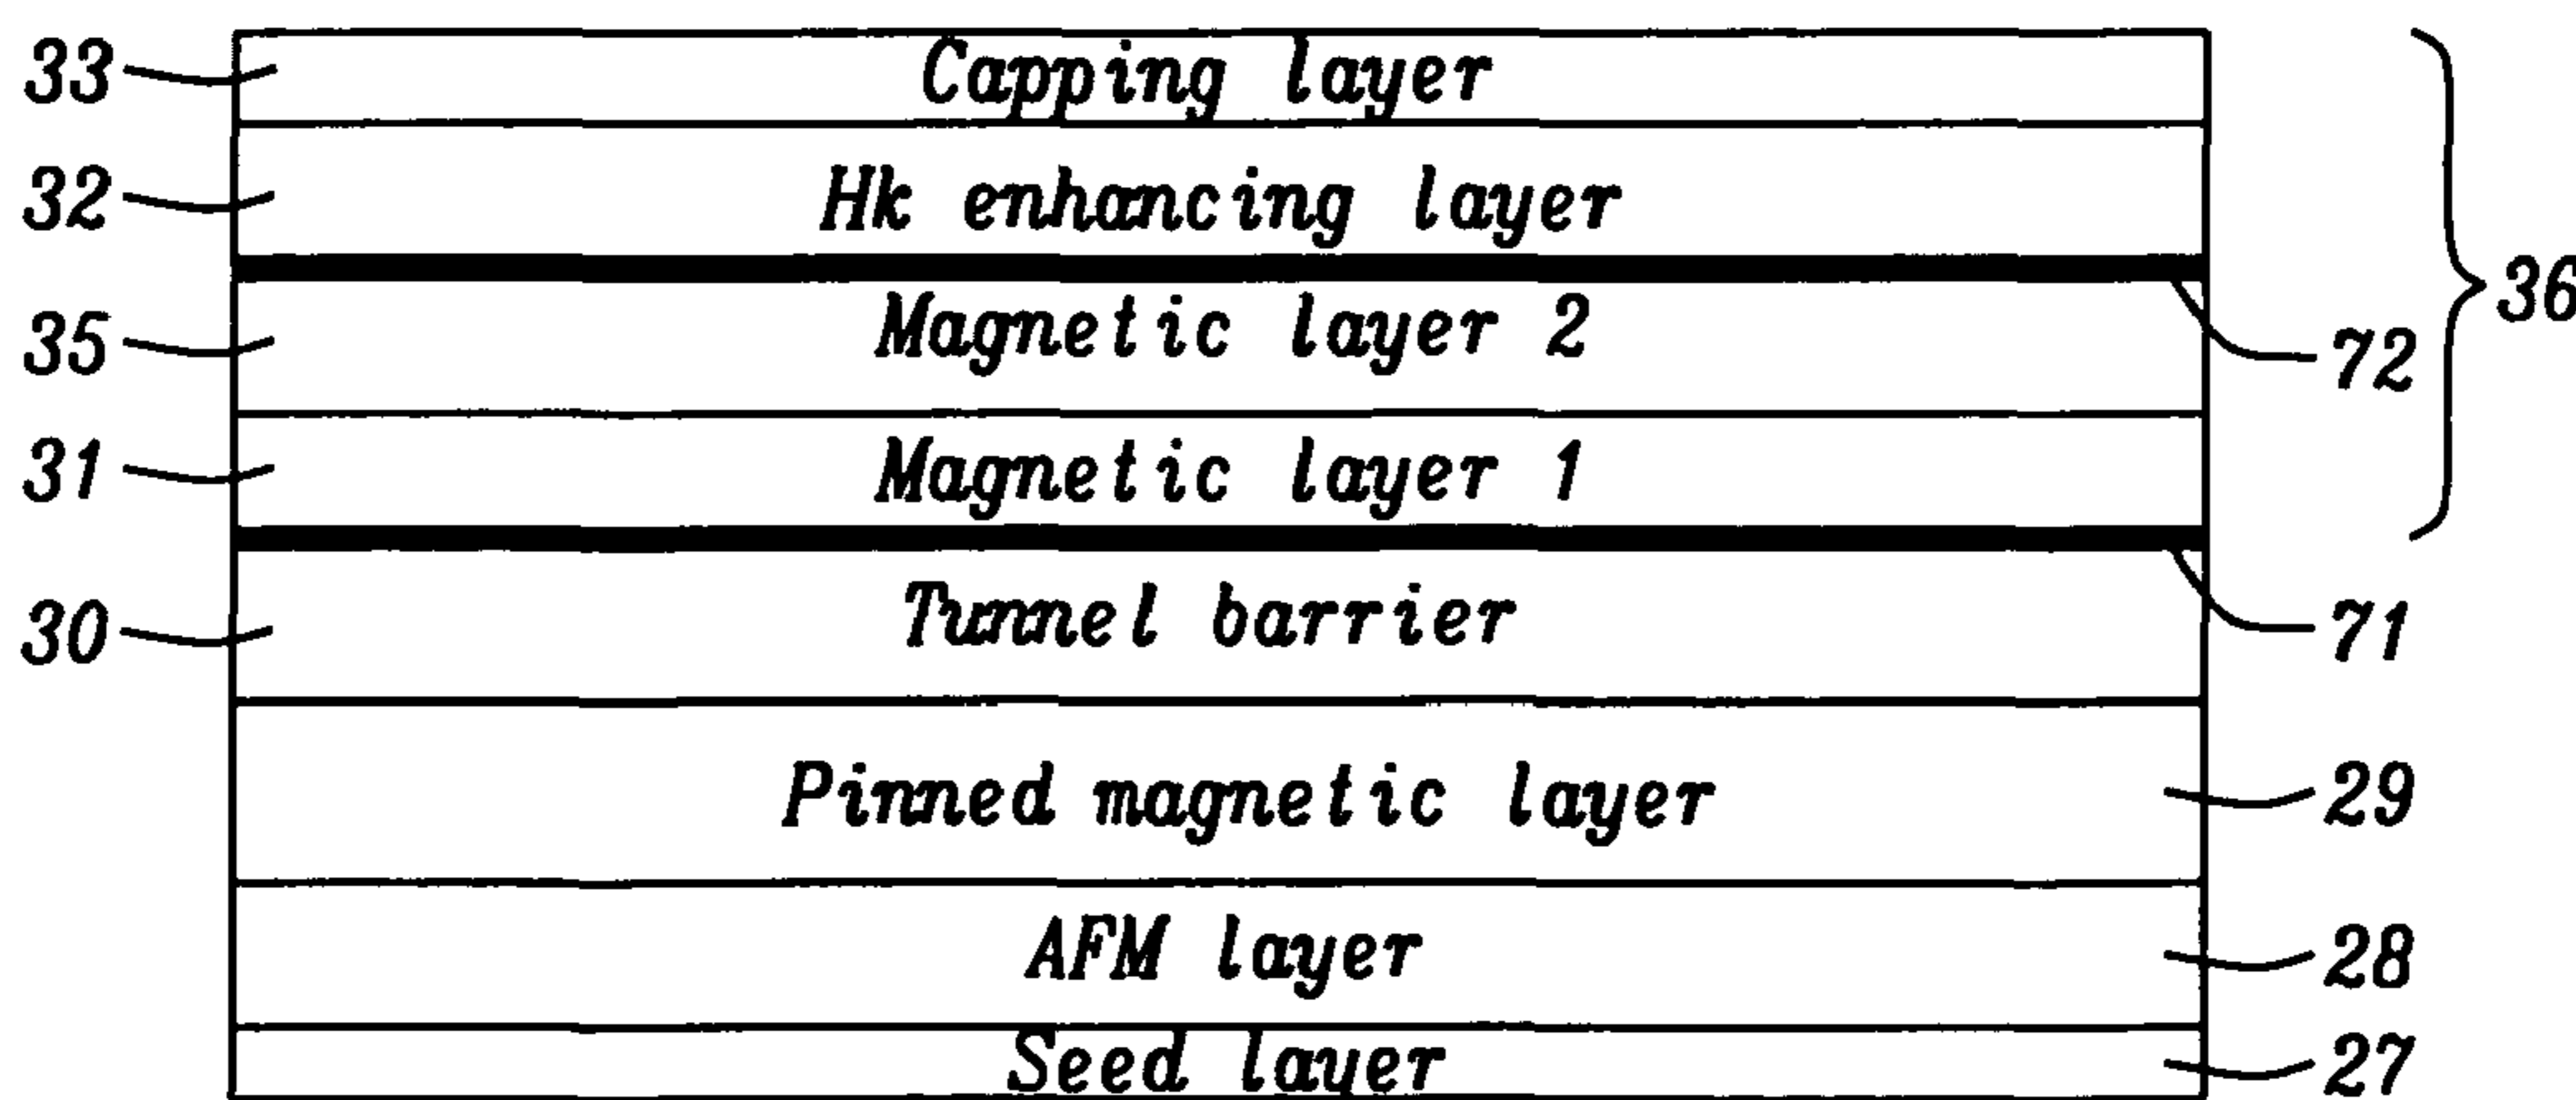 33 Capping layer
32 Hk enhancing layer
36
35 Magnetic layer 2 72
31 Magnetic layer 1
30 Tunnel barrier 71
Pinned magnetic layer 29
AFM layer 28
Seed layer 27